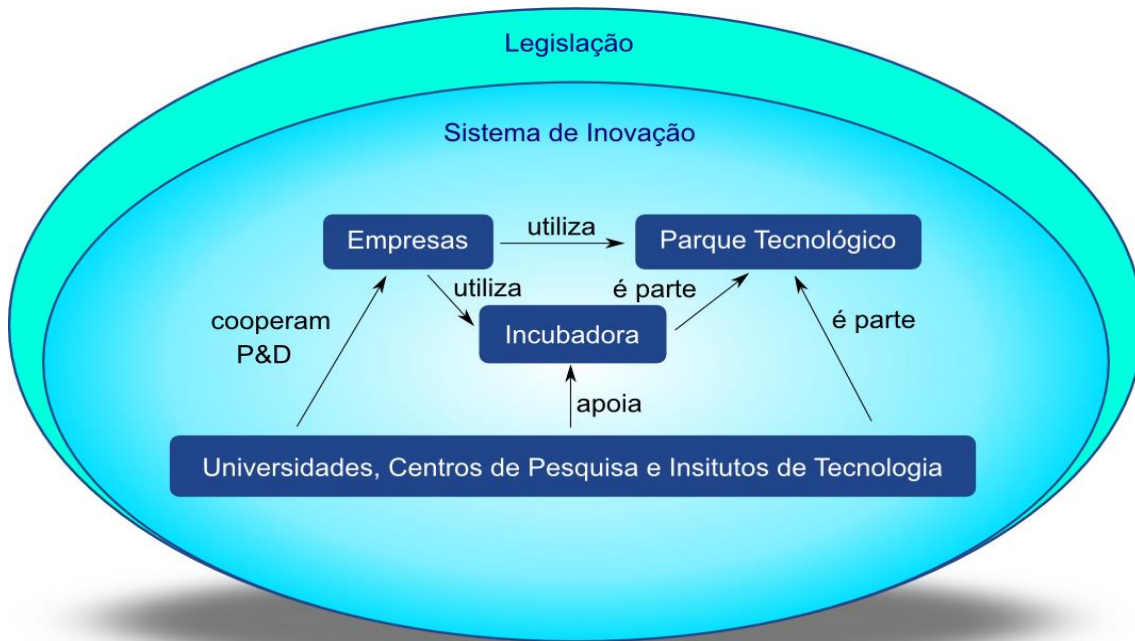 Legislação
Sistema de Inovação
Empresas
utiliza
Parque Tecnológico
utiliza
é parte
cooperam
P&D
Incubadora
é parte
apoia
Universidades, Centros de Pesquisa e Insitutos de Tecnologia